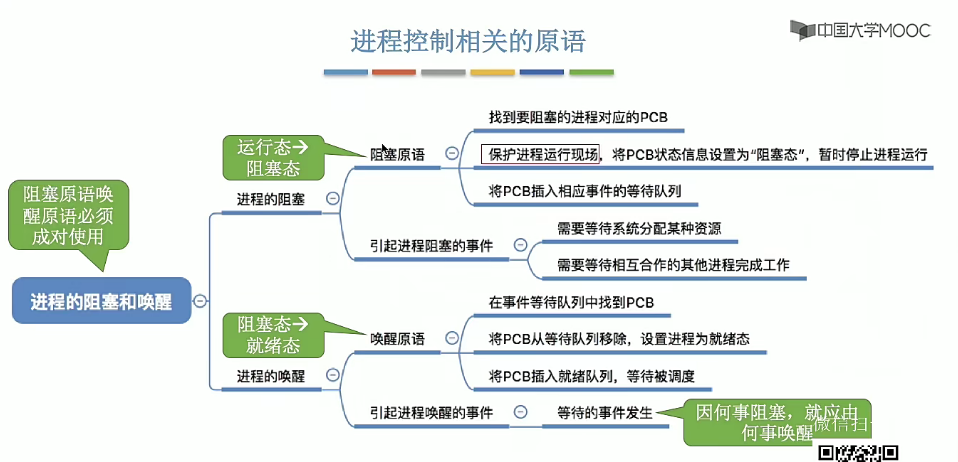 进程控制相关的原语
中国大学MOOC
找到要阻塞的进程对应的PCB
运行态→
阻塞态
阻塞原语
保护进程运行现场，将PCB状态信息设置为“阻塞态”，暂时停止进程运行
将PCB插入相应事件的等待队列
阻塞原语唤
醒原语必须
成对使用
进程的阻塞
引起进程阻塞的事件
需要等待系统分配某种资源
需要等待相互合作的其他进程完成工作
进程的阻塞和唤醒
在事件等待队列中找到PCB
阻塞态→
就绪态
唤醒原语
将PCB从等待队列移除，设置进程为就绪态
将PCB插入就绪队列，等待被调度
进程的唤醒
引起进程唤醒的事件
等待的事件发生
因何事阻塞，就应由
何事唤醒
微信扫